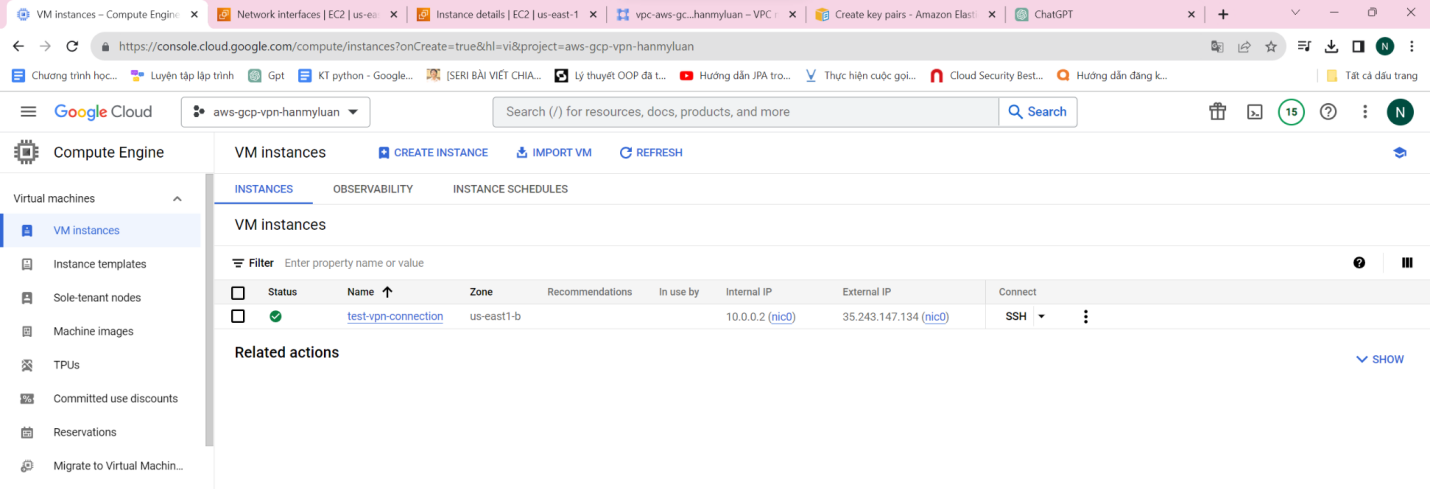 VM instances – Compute Engine
Network interfaces | EC2 | us-ea
Instance details | EC2 | us-east-1
vpc-aws-gc...hanmyluan – VPC n
Create key pairs - Amazon Elasti
ChatGPT
https://console.cloud.google.com/compute/instances?onCreate=true&hl=vi&project=aws-gcp-vpn-hanmyluan
N
Chương trình học...
Luyện tập lập trình
Gpt
KT python - Google...
[SERI BÀI VIẾT CHIA...
Lý thuyết OOP đã t...
Hướng dẫn JPA tro...
Thực hiện cuộc gọi...
Cloud Security Best...
Hướng dẫn đăng k...
Tất cả dấu trang
Google Cloud
aws-gcp-vpn-hanmyluan
Search (/) for resources, docs, products, and more
Search
15
N
Compute Engine
VM instances
CREATE INSTANCE
IMPORT VM
REFRESH
Virtual machines
VM instances
Instance templates
Sole-tenant nodes
Machine images
TPUs
Committed use discounts
Reservations
Migrate to Virtual Machin...
INSTANCES
OBSERVABILITY
INSTANCE SCHEDULES
VM instances
Filter Enter property name or value
Status Name Zone Recommendations In use by Internal IP External IP Connect
test-vpn-connection us-east1-b 10.0.0.2 (nic0) 35.243.147.134 (nic0) SSH
Related actions
SHOW